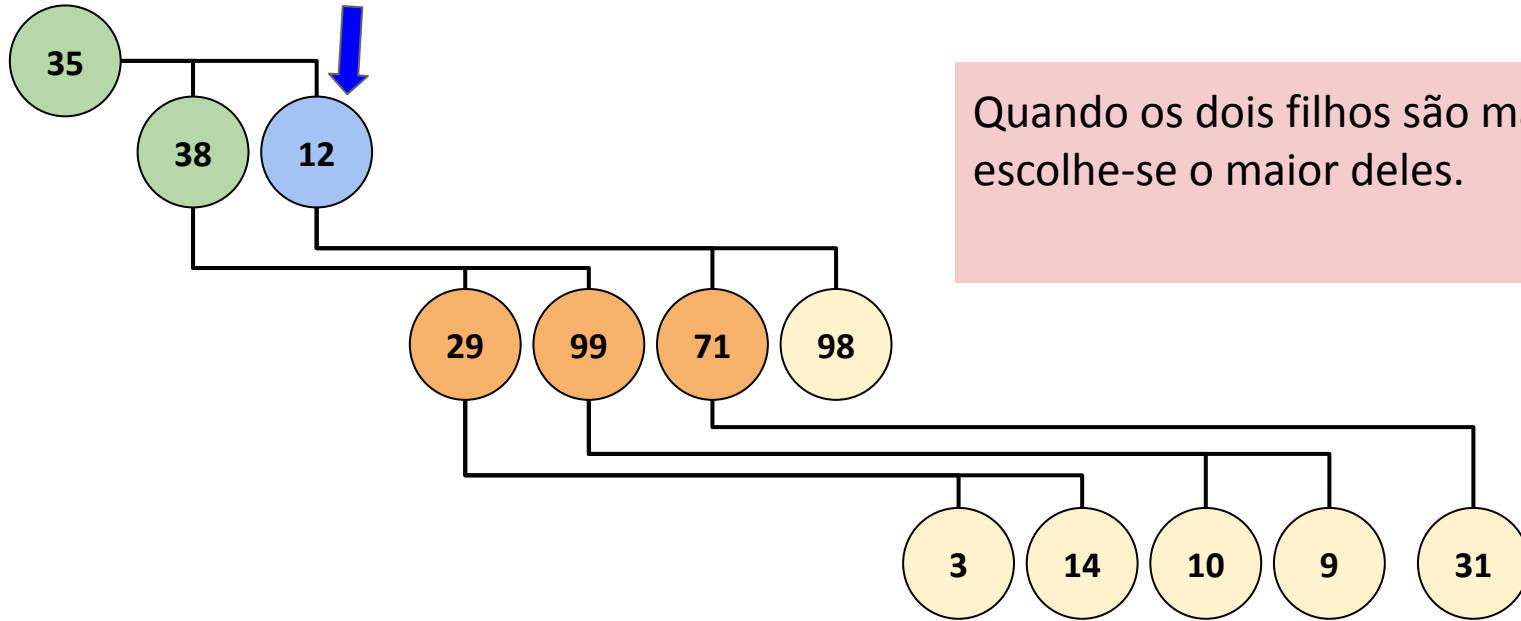 35
38 12
Quando os dois filhos são
escolhe-se o maior deles.
29 99 71 98
3 14 10 9 31